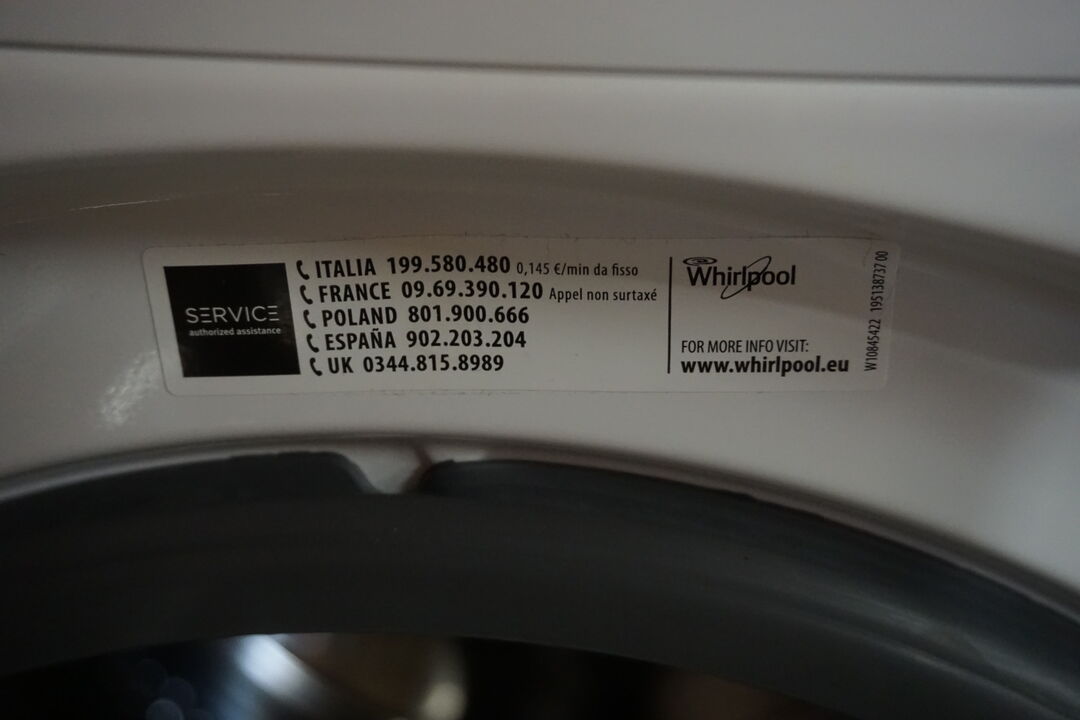 SERVICE
authorized assistance
ITALIA 199.580.480 0,145 €/min da fisso
FRANCE 09.69.390.120 Appel non surtaxé
POLAND 801.900.666
ESPAÑA 902.203.204
UK 0344.815.8989
Whirlpool
FOR MORE INFO VISIT:
www.whirlpool.eu
W10845422 195138737 00